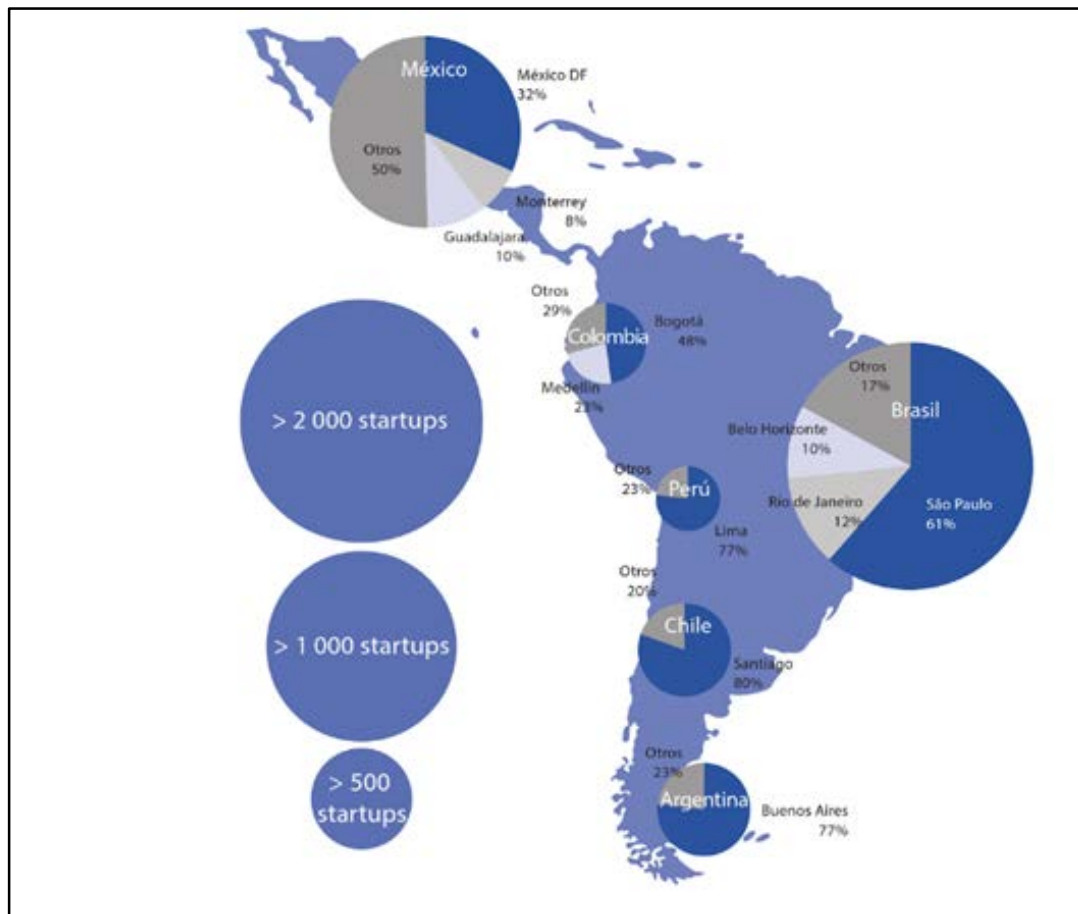 México
México DF
32%
Otros
50%
Monterrey
8%
Guadalajara
10%
Otros
29%
Colombia
Bogotá
48%
Medellín
23%
> 2 000 startups
Otros
17%
Brasil
Belo Horizonte
10%
Río de Janeiro
12%
São Paulo
61%
Otros
23%
Perú
Lima
77%
Otros
20%
Chile
Santiago
80%
> 1 000 startups
Otros
23%
Argentina
Buenos Aires
77%
> 500
startups